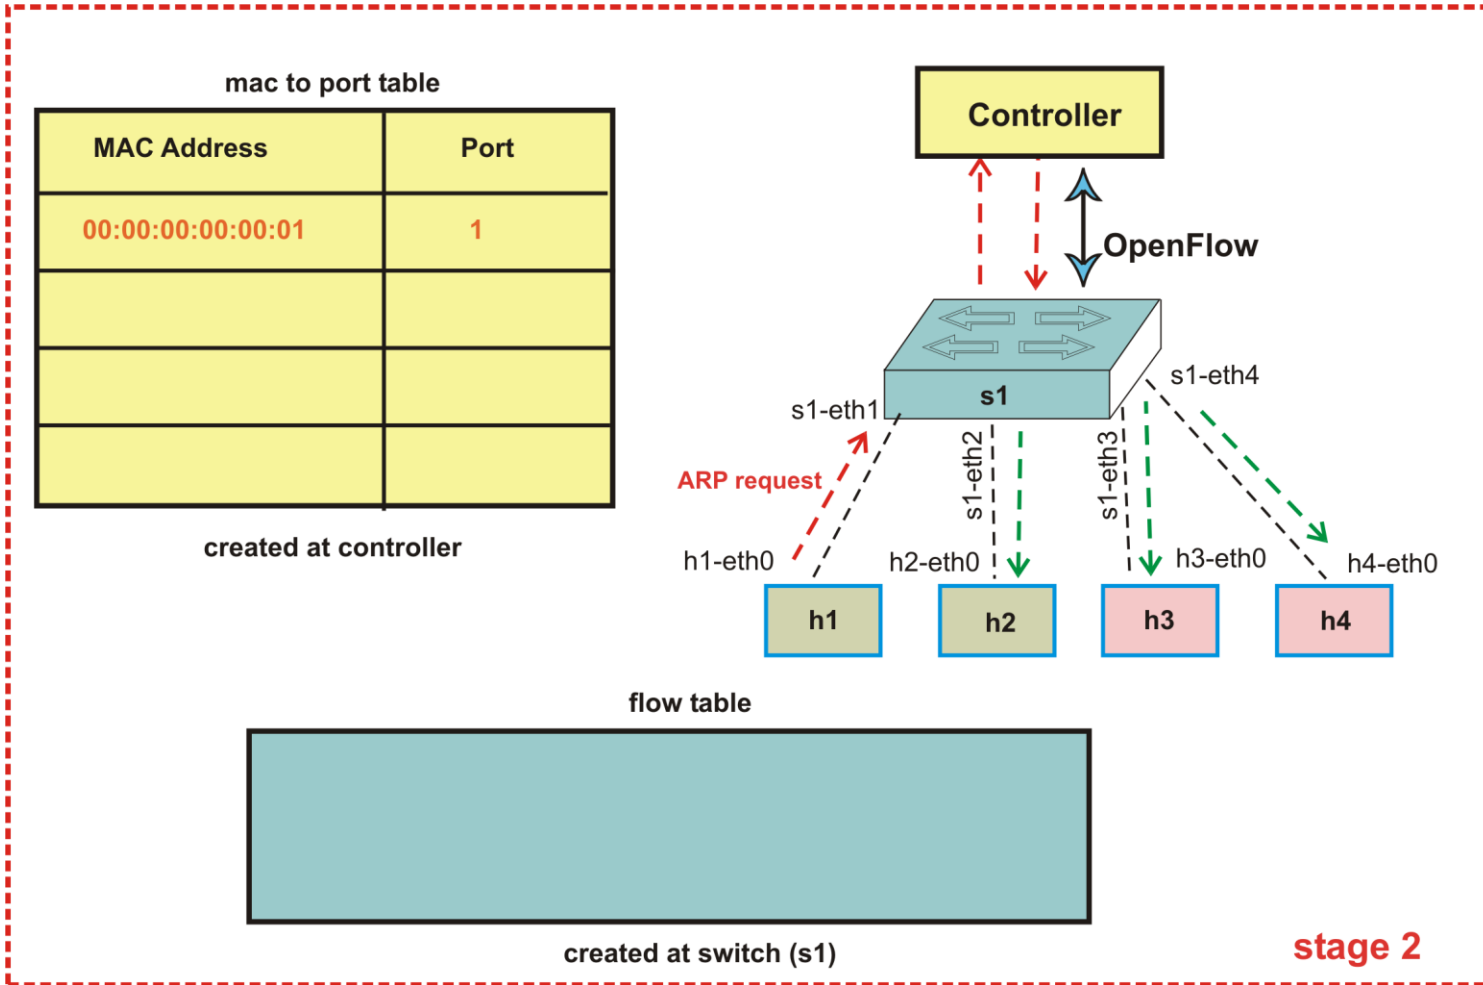 mac to port table
MAC Address Port
00:00:00:00:00:01 1
created at controller
Controller
OpenFlow
s1
s1-eth1
s1-eth2
s1-eth3
s1-eth4
ARP request
h1-eth0
h2-eth0
h3-eth0
h4-eth0
h1
h2
h3
h4
flow table
created at switch (s1)
stage 2